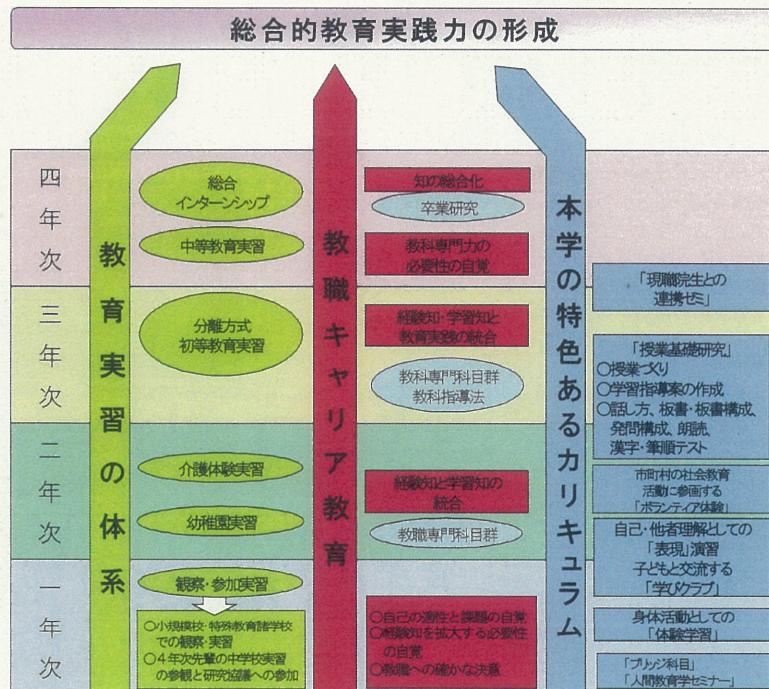 総合的教育実践力の形成
四年次
三年次
二年次
一年次
教育実習の体系
総合
インターンシップ
中等教育実習
分離方式
初等教育実習
介護体験実習
幼稚園実習
観察・参加実習
○小規模校・特殊教育諸学校
での観察・実習
○4年次先輩の中学校実習
の参観と研究協議への参加
教職キャリア教育
知の総合化
卒業研究
教科専門力の
必要性の自覚
経験知・学習知と
教育実践の統合
教科専門科目群
教科指導法
経験知と学習知の
統合
教職専門科目群
○自己の適性と課題の自覚
○経験知を拡大する必要性
の自覚
○教職への確かな決意
本学の特色あるカリキュラム
「現職院生との
連携ゼミ」
「授業基礎研究」
○授業づくり
○学習指導案の作成
○話し方、板書・板書構成、
発問構成、朗読、
漢字・筆順テスト
市町村の社会教育
活動に参画する
「ボランティア体験」
自己・他者理解としての
「表現」演習
子どもと交流する
「学びクラブ」
身体活動としての
「体験学習」
「ブリッジ科目」
「人間教育学セミナー」